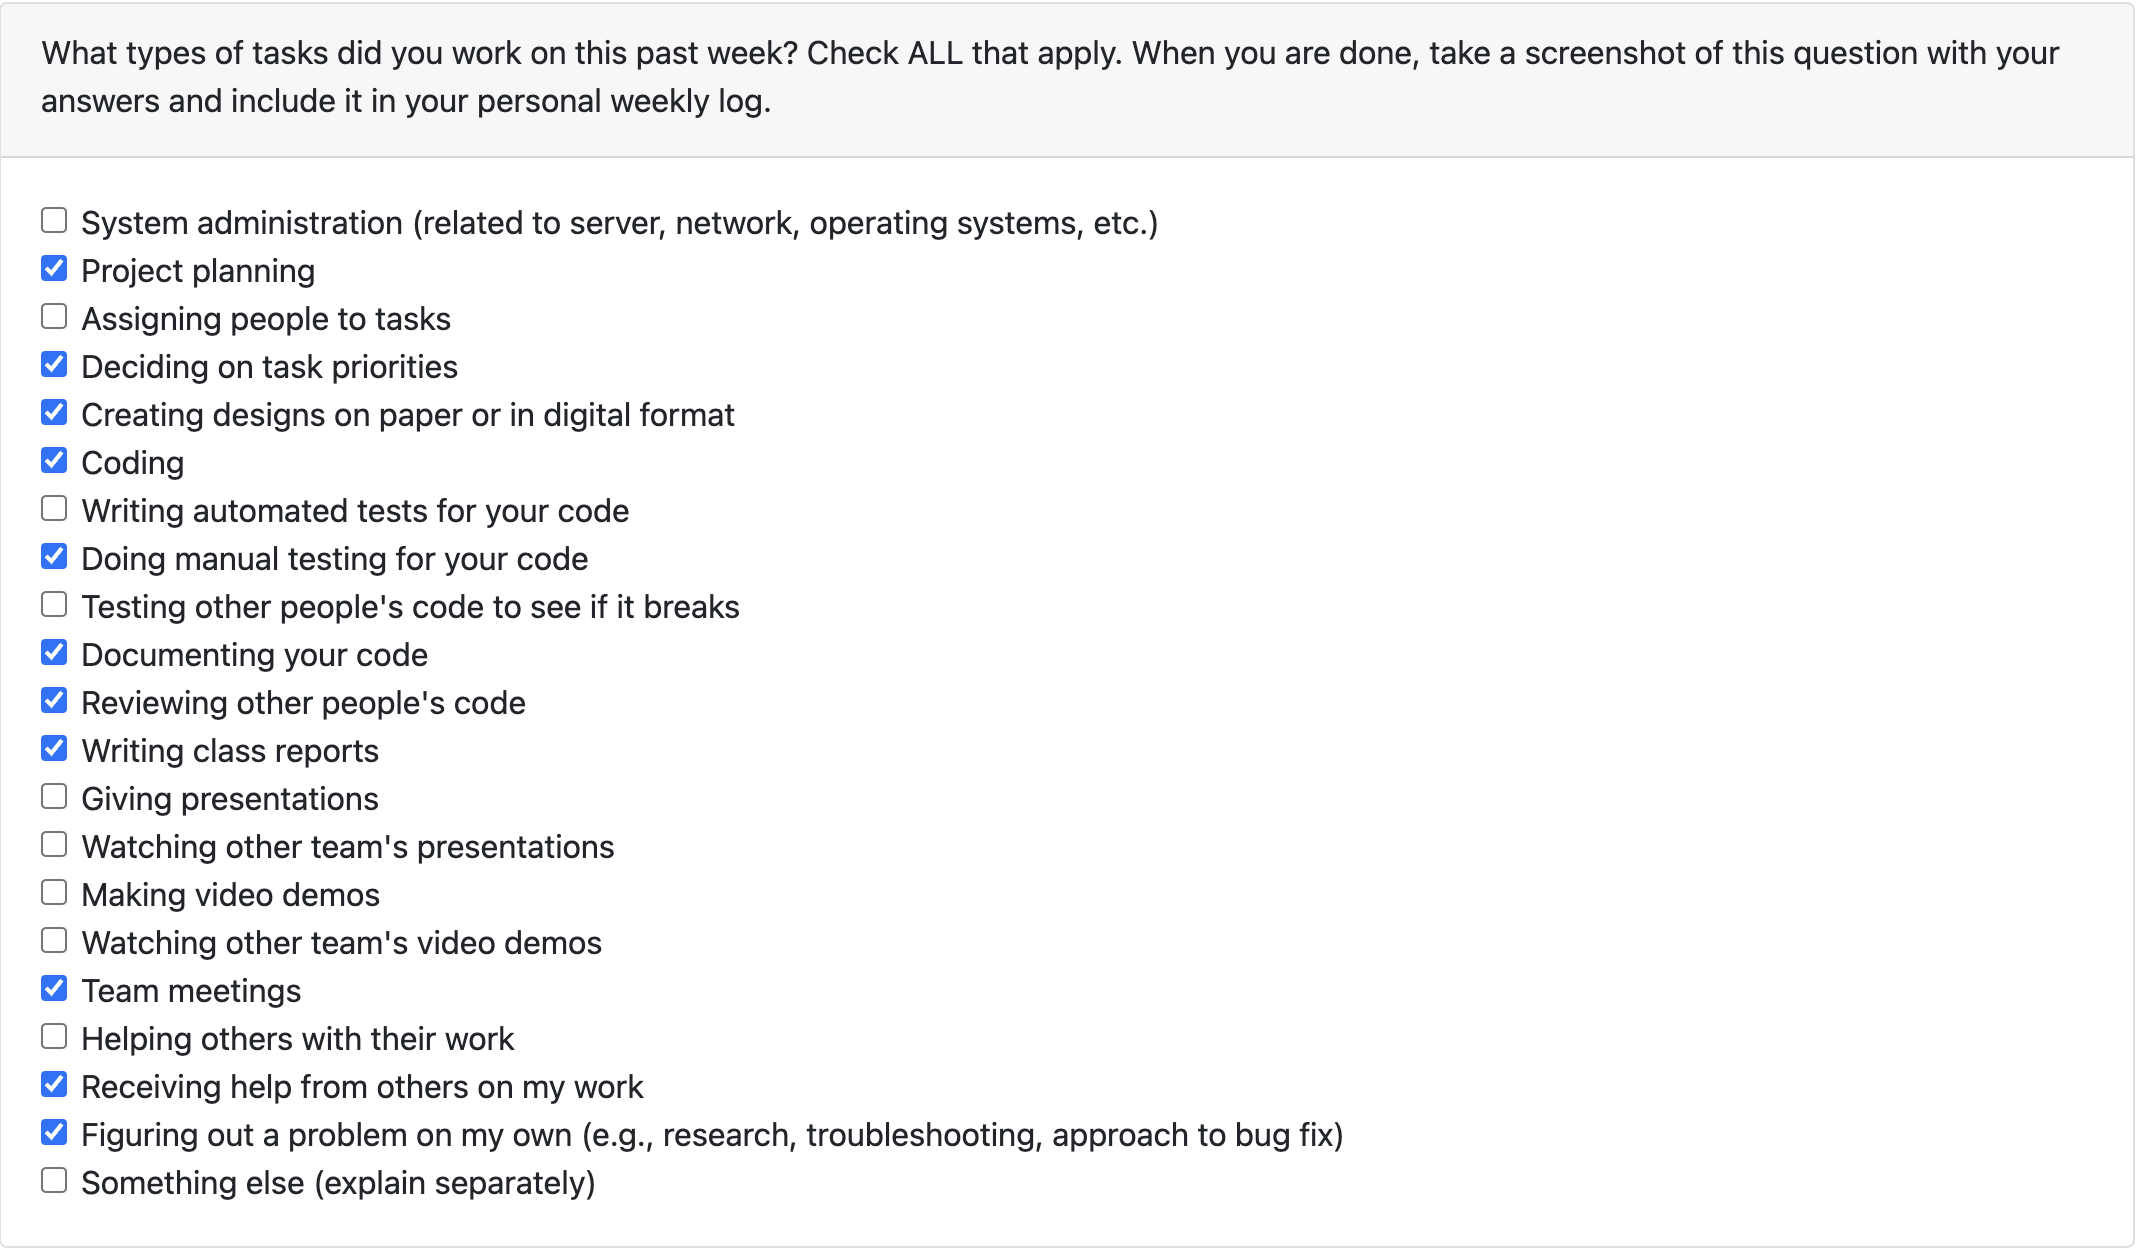 What types of tasks did you work on this past week? Check ALL that apply. When you are done, take a screenshot of this question with your
answers and include it in your personal weekly log.
System administration (related to server, network, operating systems, etc.)
Project planning
Assigning people to tasks
Deciding on task priorities
Creating designs on paper or in digital format
Coding
Writing automated tests for your code
Doing manual testing for your code
Testing other people's code to see if it breaks
Documenting your code
Reviewing other people's code
Writing class reports
Giving presentations
Watching other team's presentations
Making video demos
Watching other team's video demos
Team meetings
Helping others with their work
Receiving help from others on my work
Figuring out a problem on my own (e.g., research, troubleshooting, approach to bug fix)
Something else (explain separately)